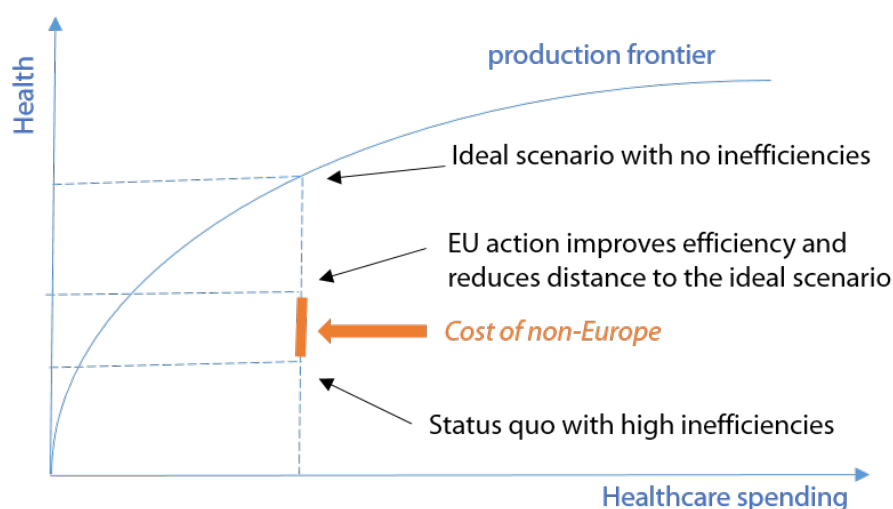 production frontier
Health
Ideal scenario with no inefficiencies
EU action improves efficiency and
reduces distance to the ideal scenario
Cost of non-Europe
Status quo with high inefficiencies
Healthcare spending